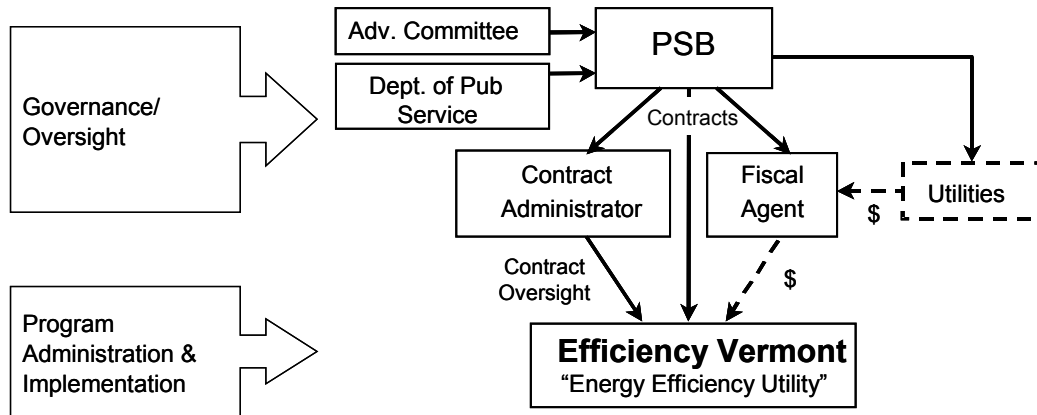 Adv. Committee
PSB
Dept. of Pub
Service
Governance/
Oversight
Contracts
Contract
Administrator
Fiscal
Agent
Utilities
$
Contract
Oversight
$
Program
Administration &
Implementation
Efficiency Vermont
“Energy Efficiency Utility”